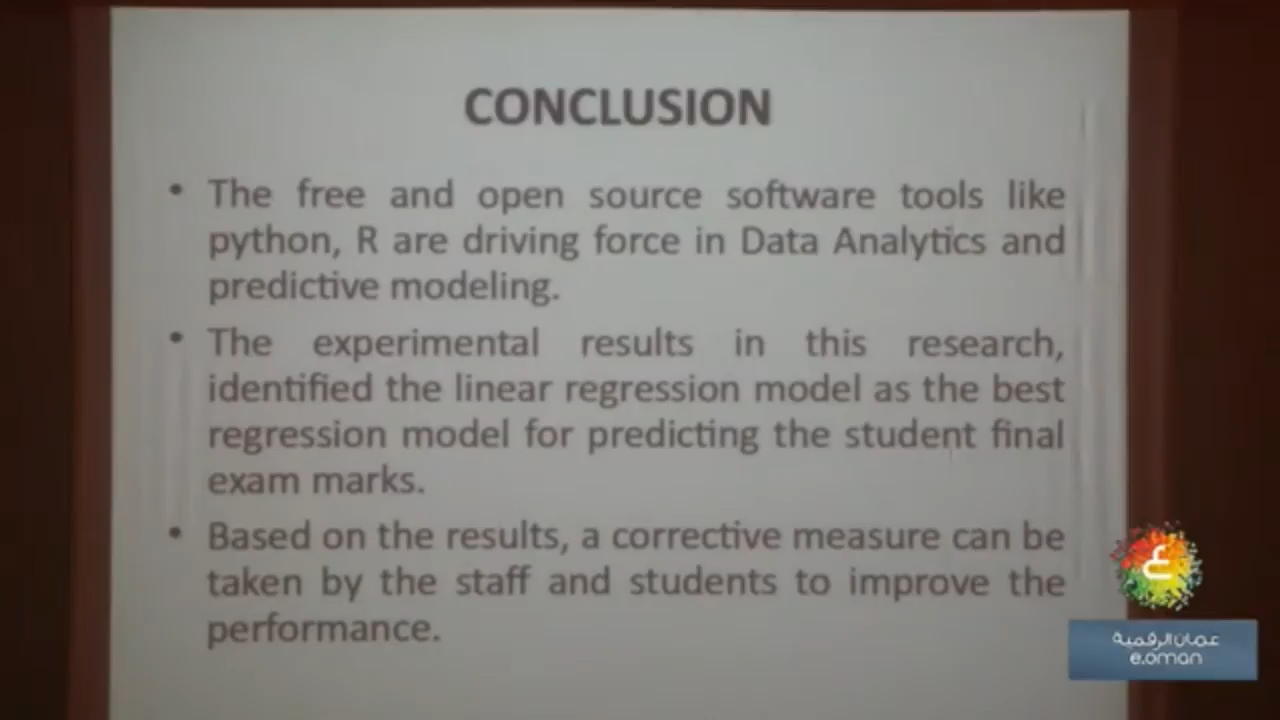 CONCLUSION
• The free and open source software tools like
python, R are driving force in Data Analytics and
predictive modeling.
• The experimental results in this research,
identified the linear regression model as the best
regression model for predicting the student final
exam marks.
• Based on the results, a corrective measure can be
taken by the staff and students to improve the
performance.
ع
عمان الرقمية
e.oman